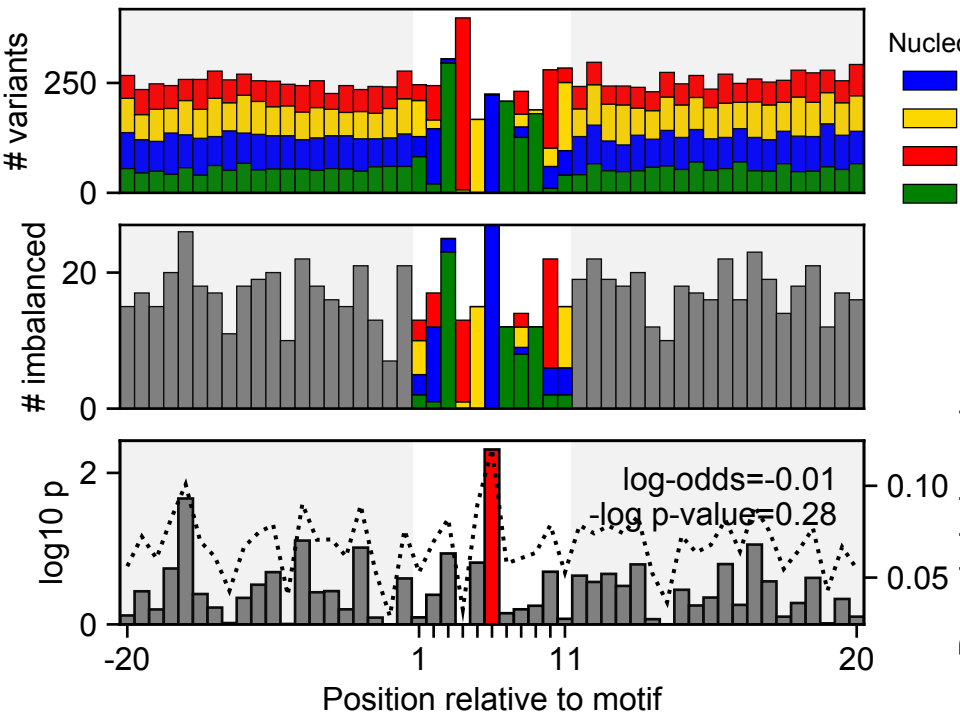 # variants
250
0
Nucleo
# imbalanced
20
0
log10 p
2
0
log-odds=-0.01
-log p-value=0.28
0.10
0.05
-20
1
11
20
Position relative to motif